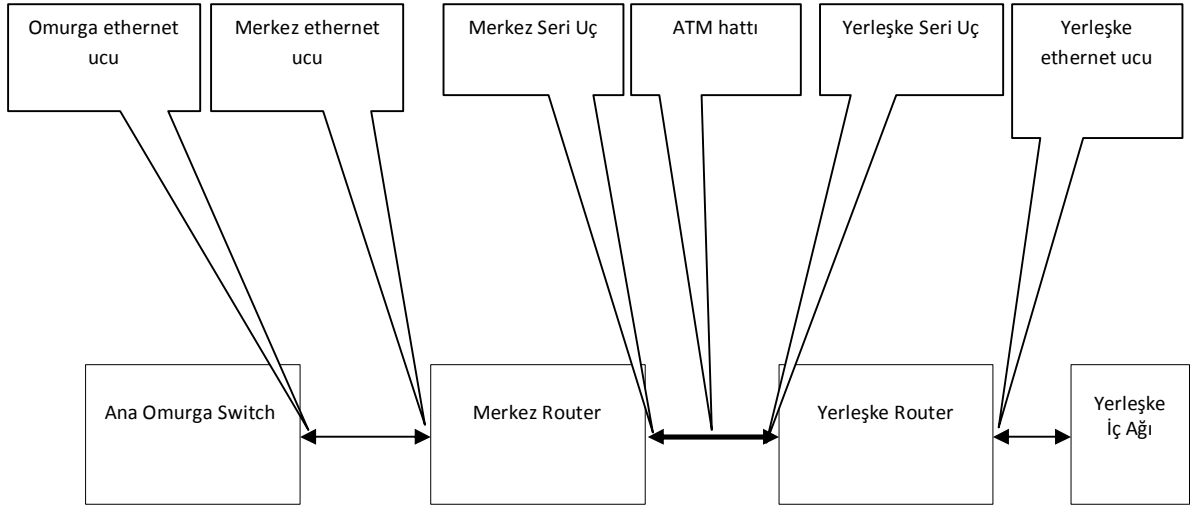 Omurga ethernet
ucu
Merkez ethernet
ucu
Merkez Seri Uç
ATM hattı
Yerleşke Seri Uç
Yerleşke
ethernet ucu
Ana Omurga Switch
Merkez Router
Yerleşke Router
Yerleşke
İç Ağı